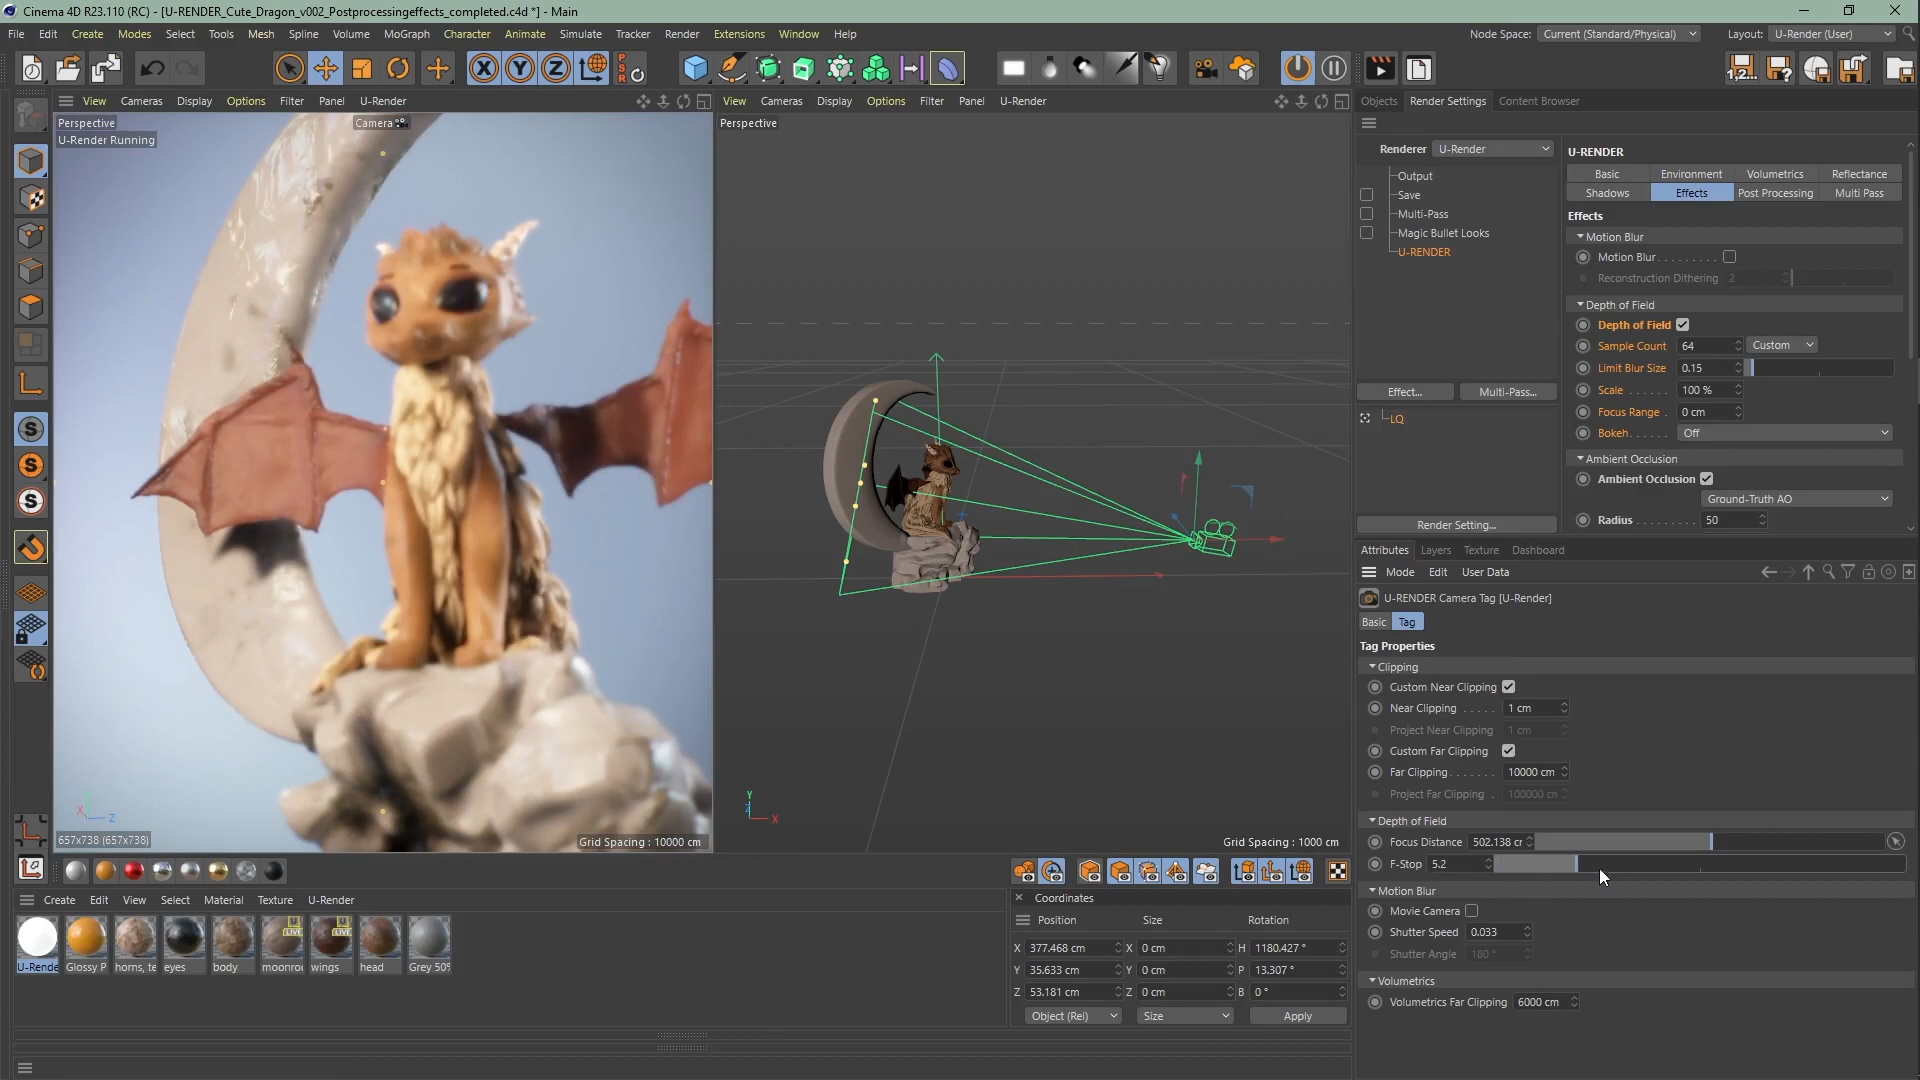 Cinema 4D R23.110 (RC) - [U-RENDER_Cute_Dragon_v002_Postprocessingeffects_completed.c4d *] - Main
File Edit Create Modes Select Tools Mesh Spline Volume MoGraph Character Animate Simulate Tracker Render Extensions Window Help
Node Space: Current (Standard/Physical) Layout: U-Render (User)
X Y Z PSR
View Cameras Display Options Filter Panel U-Render
View Cameras Display Options Filter Panel U-Render
Objects Render Settings Content Browser
Perspective Camera
U-Render Running
Perspective
Renderer U-Render
Output
Save
Multi-Pass
Magic Bullet Looks
U-RENDER
Effect... Multi-Pass...
LQ
Render Setting...
U-RENDER
Basic Environment Volumetrics Reflectance
Shadows Effects Post Processing Multi Pass
Effects
Motion Blur
Motion Blur
Reconstruction Dithering 2
Depth of Field
Depth of Field
Sample Count 64 Custom
Limit Blur Size 0.15
Scale 100 %
Focus Range 0 cm
Bokeh Off
Ambient Occlusion
Ambient Occlusion
Ground-Truth AO
Radius 50
Attributes Layers Texture Dashboard
Mode Edit User Data
U-RENDER Camera Tag [U-Render]
Basic Tag
Tag Properties
Clipping
Custom Near Clipping
Near Clipping 1 cm
Project Near Clipping 1 cm
Custom Far Clipping
Far Clipping 10000 cm
Project Far Clipping 100000 cm
Depth of Field
Focus Distance 502.138 cr
F-Stop 5.2
Motion Blur
Movie Camera
Shutter Speed 0.033
Shutter Angle 180 °
Volumetrics
Volumetrics Far Clipping 6000 cm
X Z
657x738 (657x738)
Grid Spacing : 10000 cm
Y Z X
Grid Spacing : 1000 cm
Create Edit View Select Material Texture U-Render
U-Rende Glossy P horns, te eyes body moonroc wings head Grey 50%
LIVE LIVE
Coordinates
Position Size Rotation
X 377.468 cm X 0 cm H 1180.427 °
Y 35.633 cm Y 0 cm P 13.307 °
Z 53.181 cm Z 0 cm B 0 °
Object (Rel) Size Apply